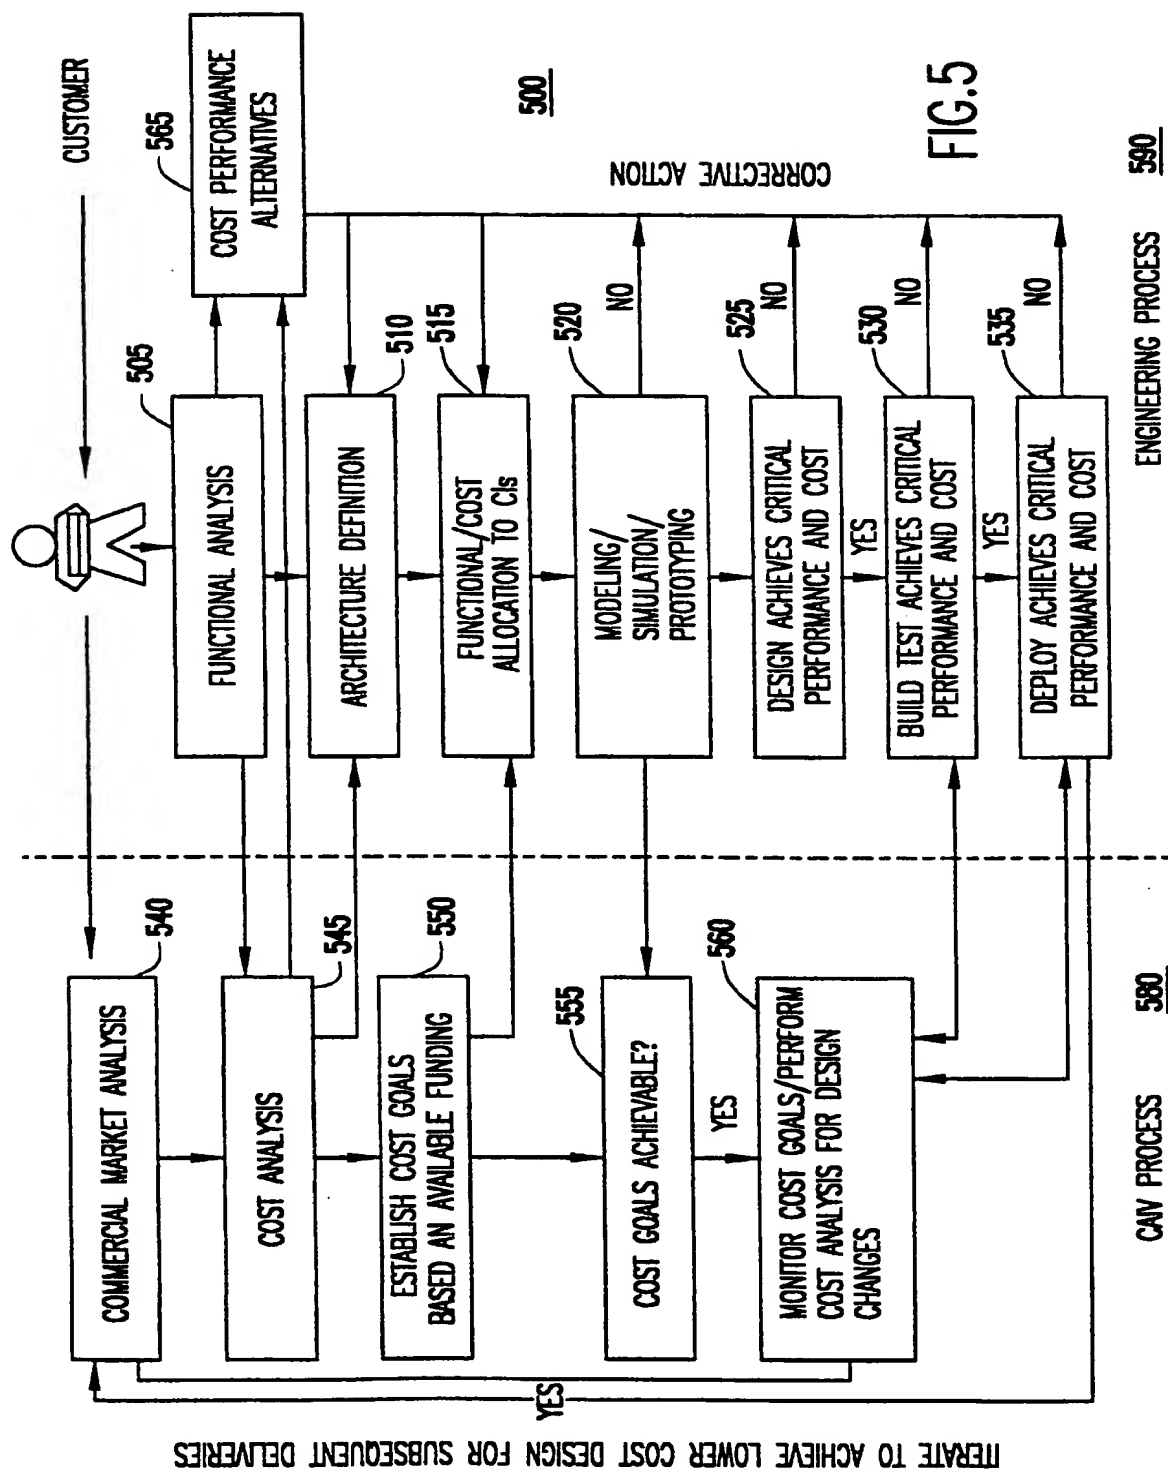 CUSTOMER
505
FUNCTIONAL ANALYSIS
565
COST PERFORMANCE
ALTERNATIVES
510
ARCHITECTURE DEFINITION
515
FUNCTIONAL/COST
ALLOCATION TO CIs
520
MODELING/
SIMULATION/
PROTOTYPING
NO
525
DESIGN ACHIEVES CRITICAL
PERFORMANCE AND COST
NO
YES
530
BUILD TEST ACHIEVES CRITICAL
PERFORMANCE AND COST
NO
YES
535
DEPLOY ACHIEVES CRITICAL
PERFORMANCE AND COST
NO
CORRECTIVE ACTION
540
COMMERCIAL MARKET ANALYSIS
545
COST ANALYSIS
550
ESTABLISH COST GOALS
BASED AN AVAILABLE FUNDING
555
COST GOALS ACHIEVABLE?
YES
560
MONITOR COST GOALS/PERFORM
COST ANALYSIS FOR DESIGN
CHANGES
YES
ITERATE TO ACHIEVE LOWER COST DESIGN FOR SUBSEQUENT DELIVERIES
CAIV PROCESS
580
ENGINEERING PROCESS
590
500
FIG.5